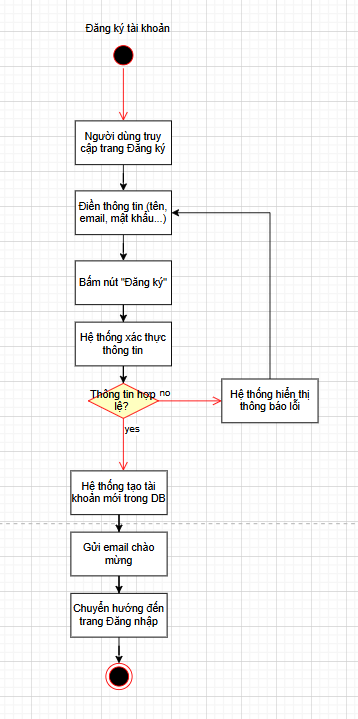 Đăng ký tài khoản
Người dùng truy
cập trang Đăng ký
Điền thông tin (tên,
email, mật khẩu...)
Bấm nút "Đăng ký"
Hệ thống xác thực
thông tin
Thông tin hợp
lệ?
no
Hệ thống hiển thị
thông báo lỗi
yes
Hệ thống tạo tài
khoản mới trong DB
Gửi email chào
mừng
Chuyển hướng đến
trang Đăng nhập